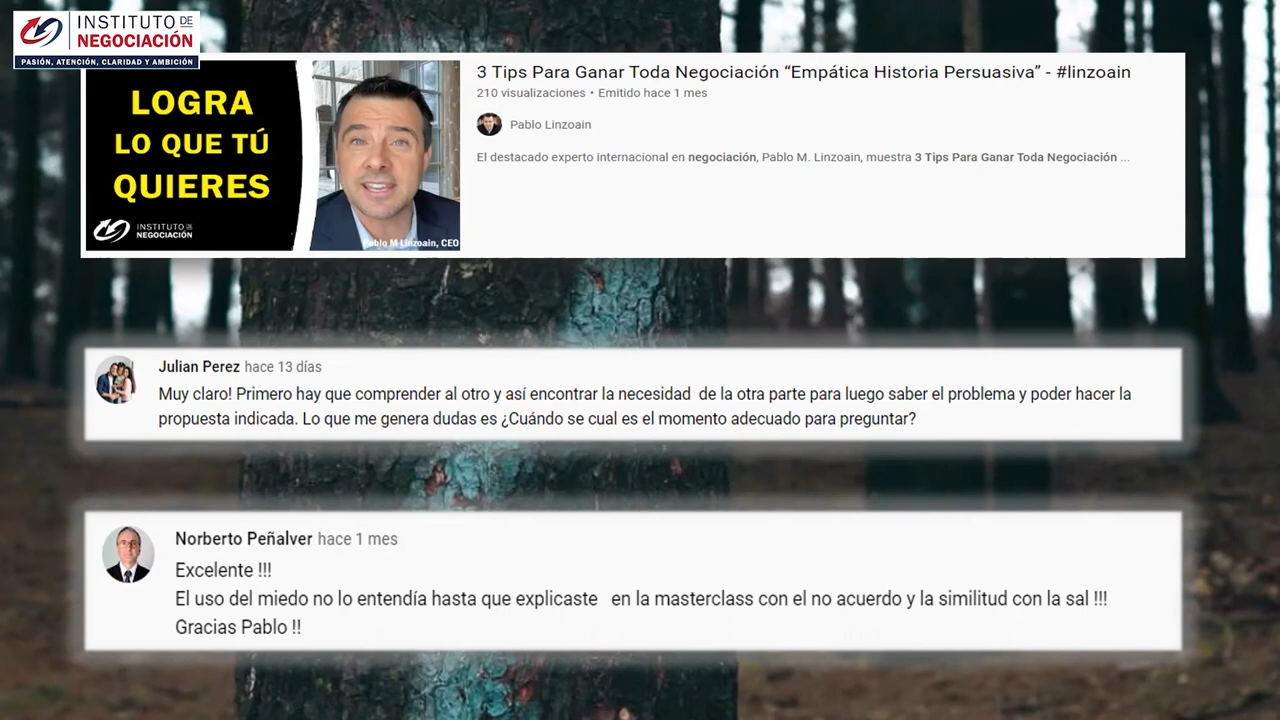 INSTITUTO DE
NEGOCIACIÓN
PASIÓN, ATENCIÓN, CLARIDAD Y AMBICIÓN
LOGRA
LO QUE TÚ
QUIERES
INSTITUTO DE
NEGOCIACIÓN
Pablo M Linzoain, CEO
3 Tips Para Ganar Toda Negociación “Empática Historia Persuasiva” - #linzoain
210 visualizaciones • Emitido hace 1 mes
Pablo Linzoain
El destacado experto internacional en negociación, Pablo M. Linzoain, muestra 3 Tips Para Ganar Toda Negociación ...
Julian Perez hace 13 días
Muy claro! Primero hay que comprender al otro y así encontrar la necesidad de la otra parte para luego saber el problema y poder hacer la
propuesta indicada. Lo que me genera dudas es ¿Cuándo se cual es el momento adecuado para preguntar?
Norberto Peñalver hace 1 mes
Excelente !!!
El uso del miedo no lo entendía hasta que explicaste en la masterclass con el no acuerdo y la similitud con la sal !!!
Gracias Pablo !!